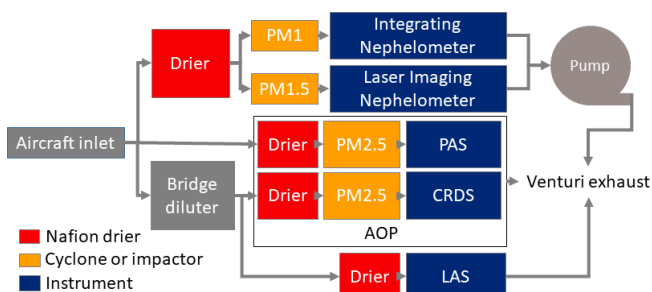 Drier
PM1
Integrating
Nephelometer
PM1.5
Laser Imaging
Nephelometer
Pump
Aircraft inlet
Drier
PM2.5
PAS
Bridge
diluter
Drier
PM2.5
CRDS
AOP
Venturi exhaust
Drier
LAS
Nafion drier
Cyclone or impactor
Instrument